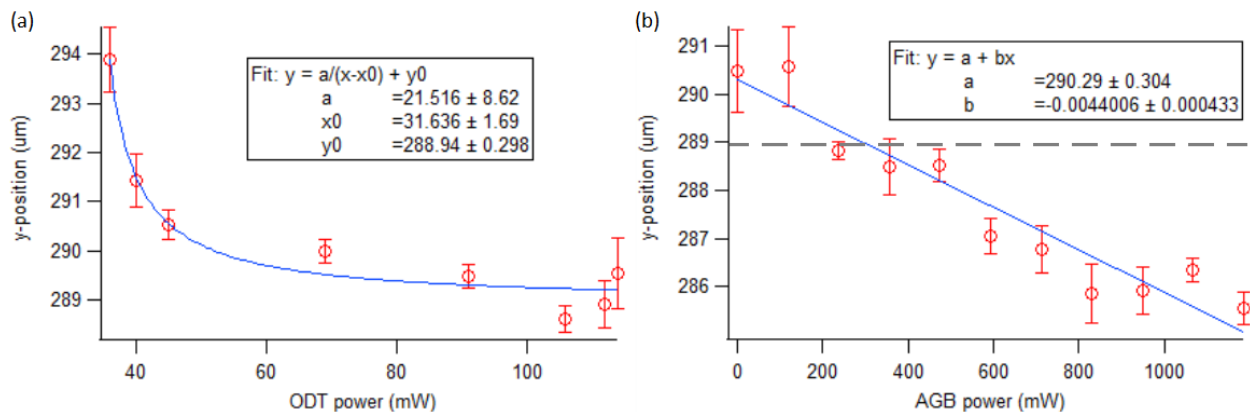 (a)
294
293
292
291
290
289
y-position (um)
Fit: y = a/(x-x0) + y0
a =21.516 ± 8.62
x0 =31.636 ± 1.69
y0 =288.94 ± 0.298
40 60 80 100
ODT power (mW)
(b)
291
290
289
288
287
286
y-position (um)
Fit: y = a + bx
a =290.29 ± 0.304
b =-0.0044006 ± 0.000433
0 200 400 600 800 1000
AGB power (mW)